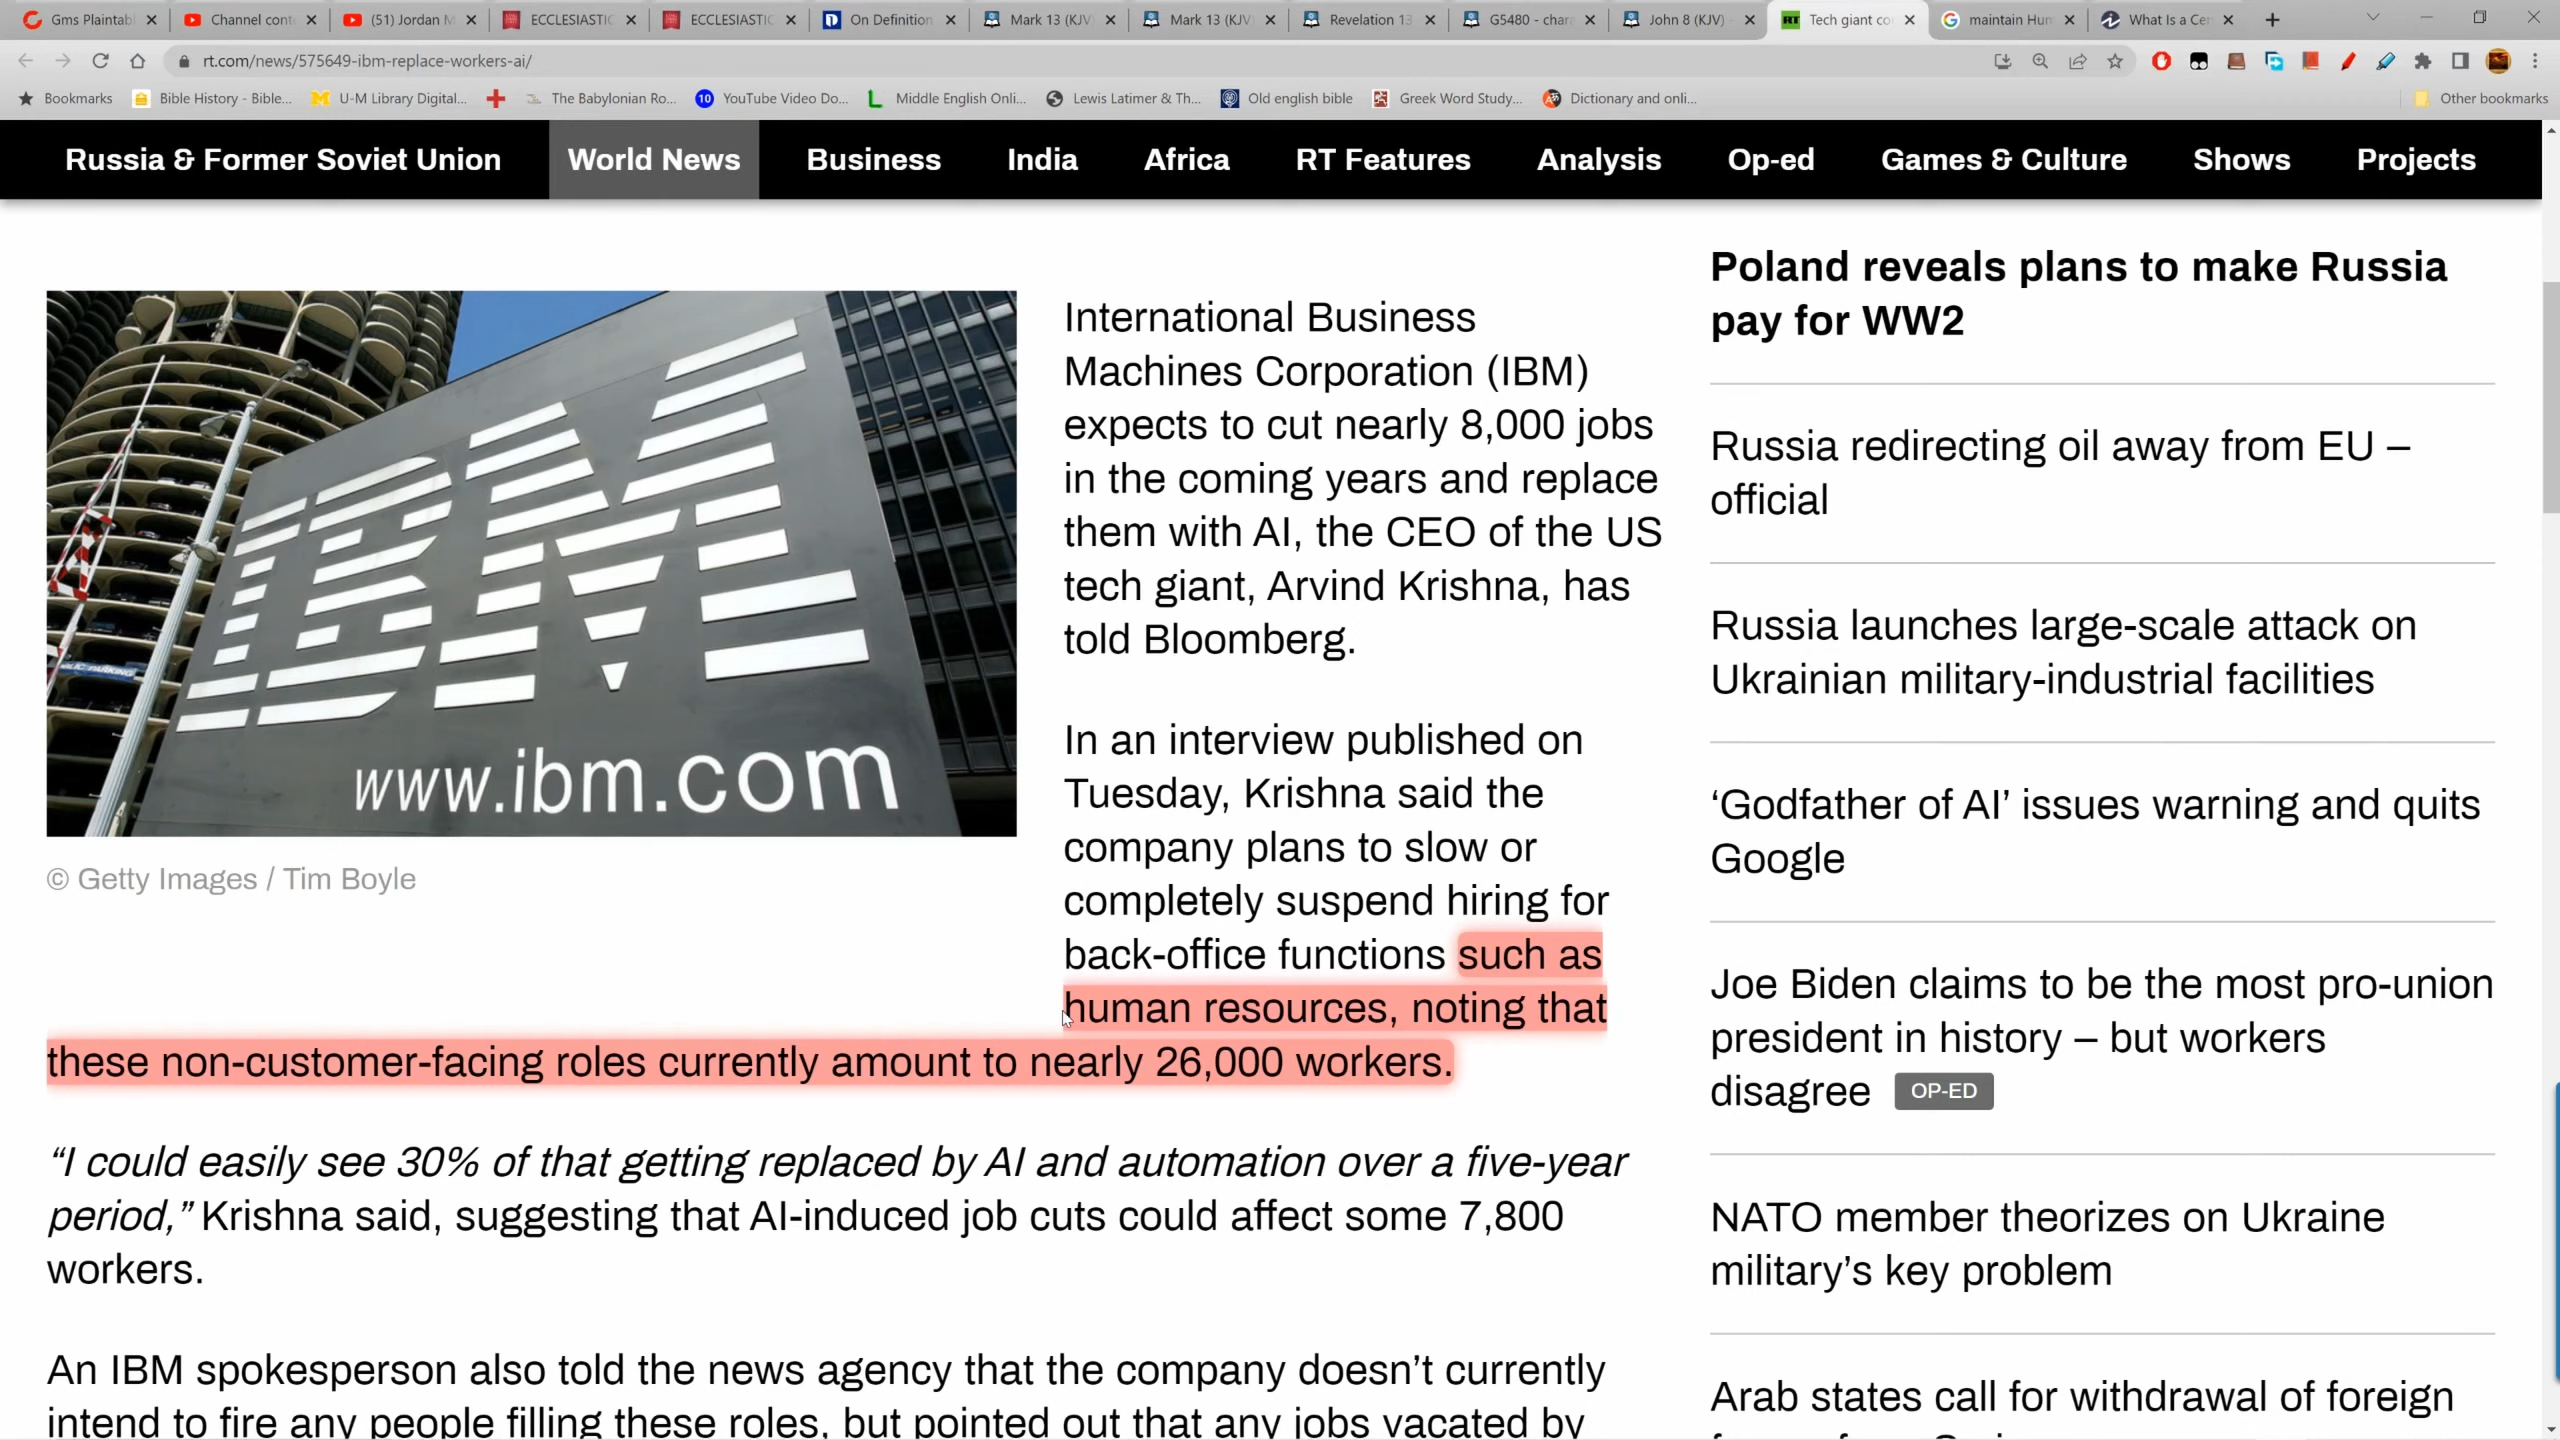 Gms Plaintab
Channel conte
(51) Jordan M
ECCLESIASTIC
ECCLESIASTIC
On Definition
Mark 13 (KJV)
Mark 13 (KJV)
Revelation 13
G5480 - chara
John 8 (KJV)
Tech giant co
maintain Hum
What Is a Cer
rt.com/news/575649-ibm-replace-workers-ai/
Bookmarks
Bible History - Bible...
U-M Library Digital...
The Babylonian Ro...
10
YouTube Video Do...
Middle English Onli...
Lewis Latimer & Th...
Old english bible
Greek Word Study...
Dictionary and onli...
Other bookmarks
Russia & Former Soviet Union
World News
Business
India
Africa
RT Features
Analysis
Op-ed
Games & Culture
Shows
Projects
IBM
www.ibm.com
© Getty Images / Tim Boyle
International Business
Machines Corporation (IBM)
expects to cut nearly 8,000 jobs
in the coming years and replace
them with AI, the CEO of the US
tech giant, Arvind Krishna, has
told Bloomberg.
In an interview published on
Tuesday, Krishna said the
company plans to slow or
completely suspend hiring for
back-office functions such as
human resources, noting that
these non-customer-facing roles currently amount to nearly 26,000 workers.
“I could easily see 30% of that getting replaced by AI and automation over a five-year
period,” Krishna said, suggesting that AI-induced job cuts could affect some 7,800
workers.
An IBM spokesperson also told the news agency that the company doesn’t currently
intend to fire any people filling these roles, but pointed out that any jobs vacated by
Poland reveals plans to make Russia
pay for WW2
Russia redirecting oil away from EU –
official
Russia launches large-scale attack on
Ukrainian military-industrial facilities
‘Godfather of AI’ issues warning and quits
Google
Joe Biden claims to be the most pro-union
president in history – but workers
disagree OP-ED
NATO member theorizes on Ukraine
military’s key problem
Arab states call for withdrawal of foreign